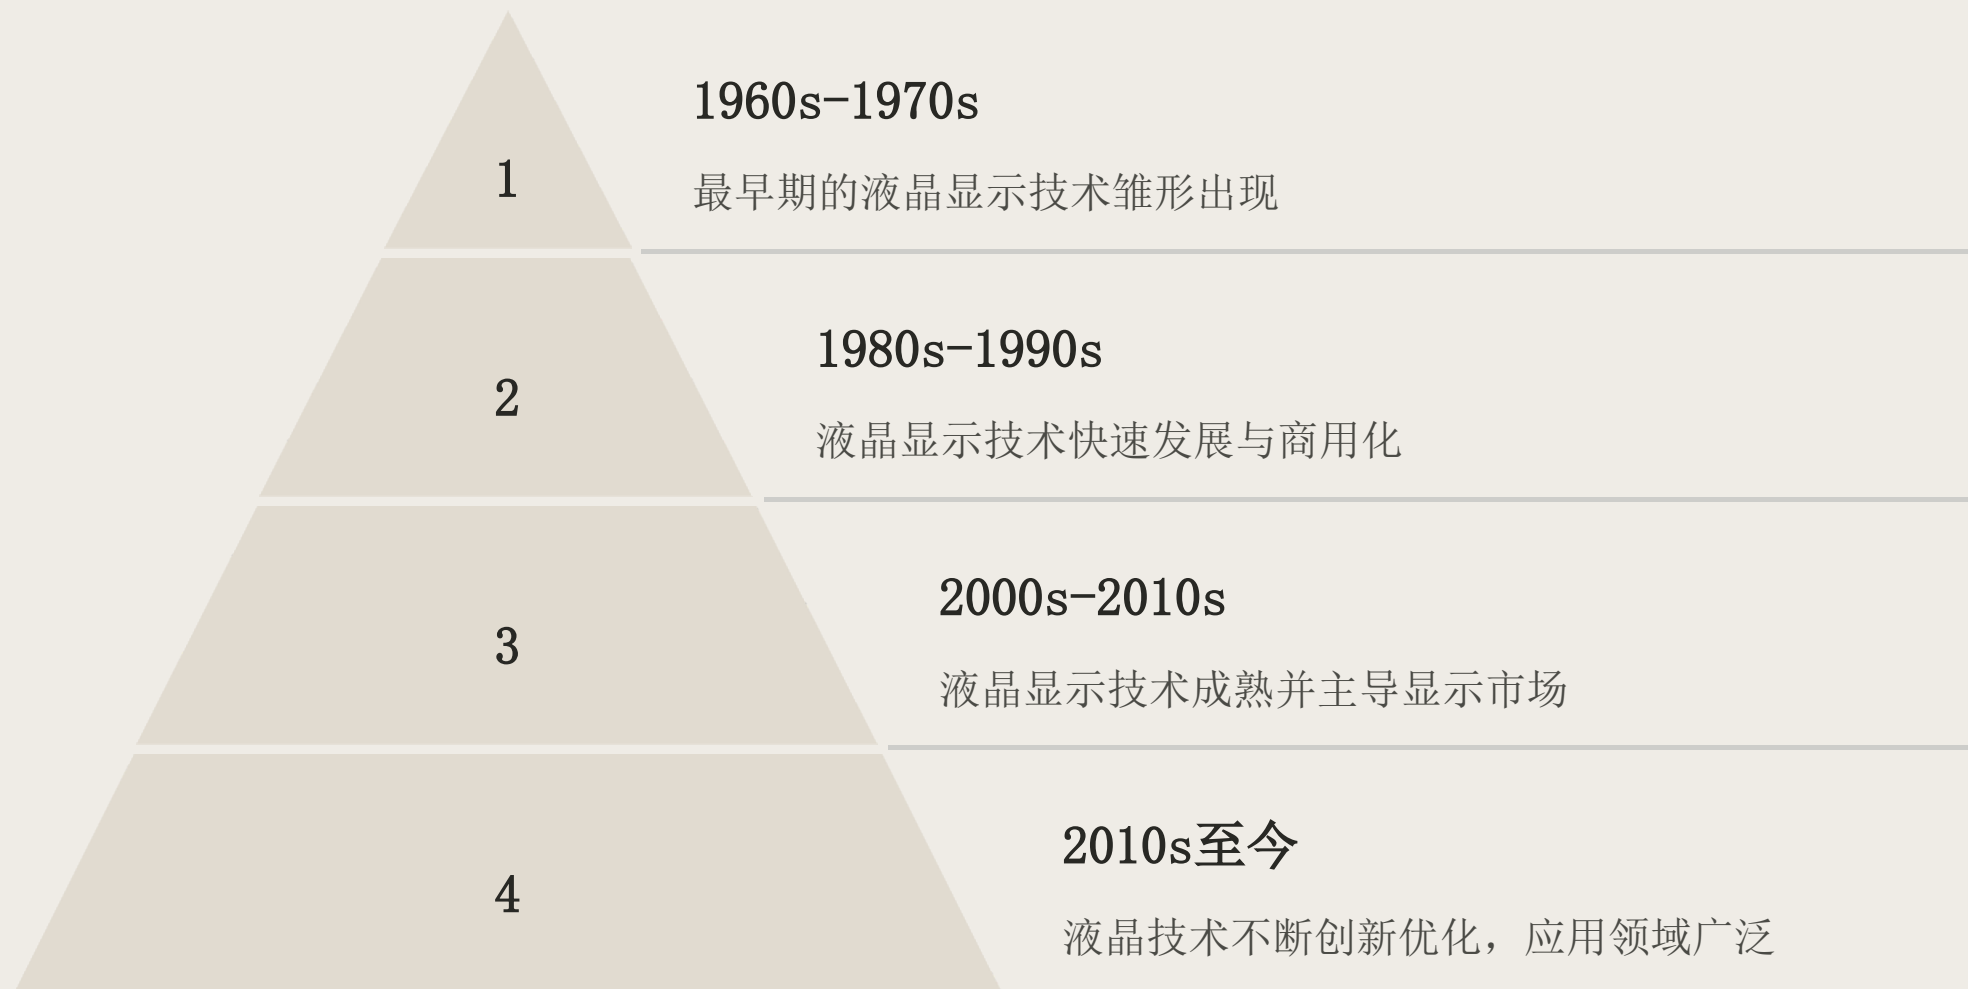 1960s-1970s
1
最早期的液晶显示技术雏形出现
1980s-1990s
2
液晶显示技术快速发展与商用化
2000s-2010s
3
液晶显示技术成熟并主导显示市场
2010s至今
4
液晶技术不断创新优化，应用领域广泛